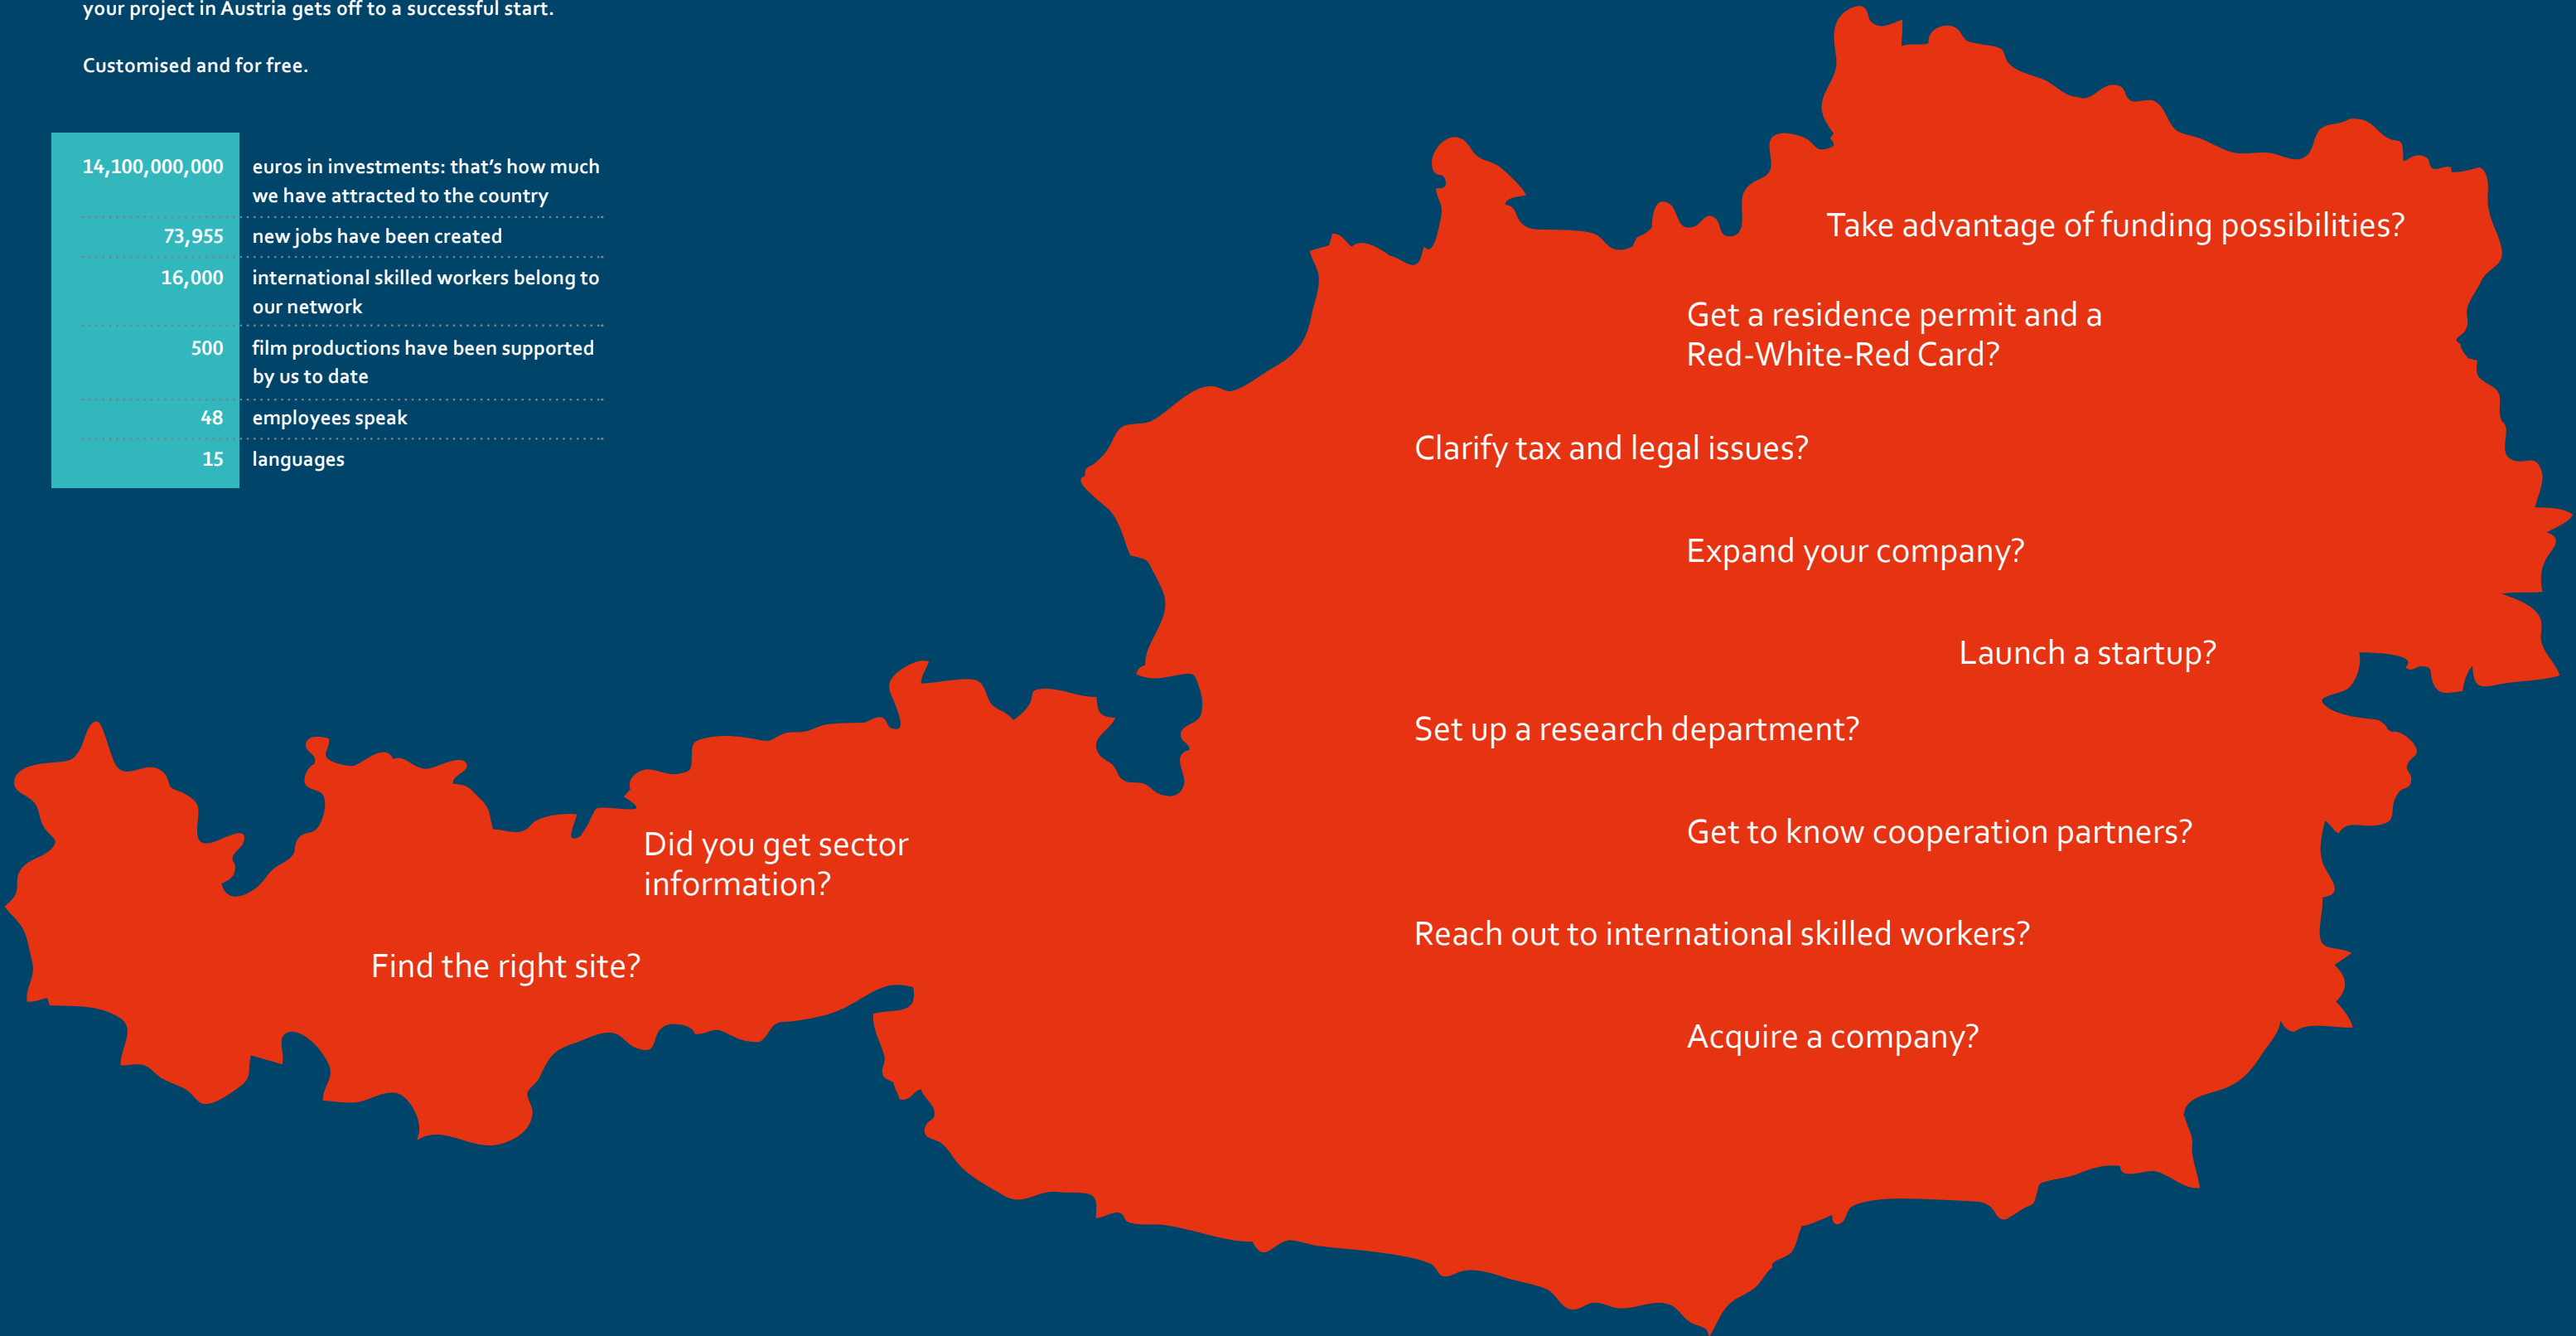 your project in Austria gets off to a successful start.
Customised and for free.
14,100,000,000 euros in investments: that’s how much
we have attracted to the country
73,955 new jobs have been created
16,000 international skilled workers belong to
our network
500 film productions have been supported
by us to date
48 employees speak
15 languages
Take advantage of funding possibilities?
Get a residence permit and a
Red-White-Red Card?
Clarify tax and legal issues?
Expand your company?
Launch a startup?
Set up a research department?
Did you get sector
information?
Get to know cooperation partners?
Reach out to international skilled workers?
Find the right site?
Acquire a company?